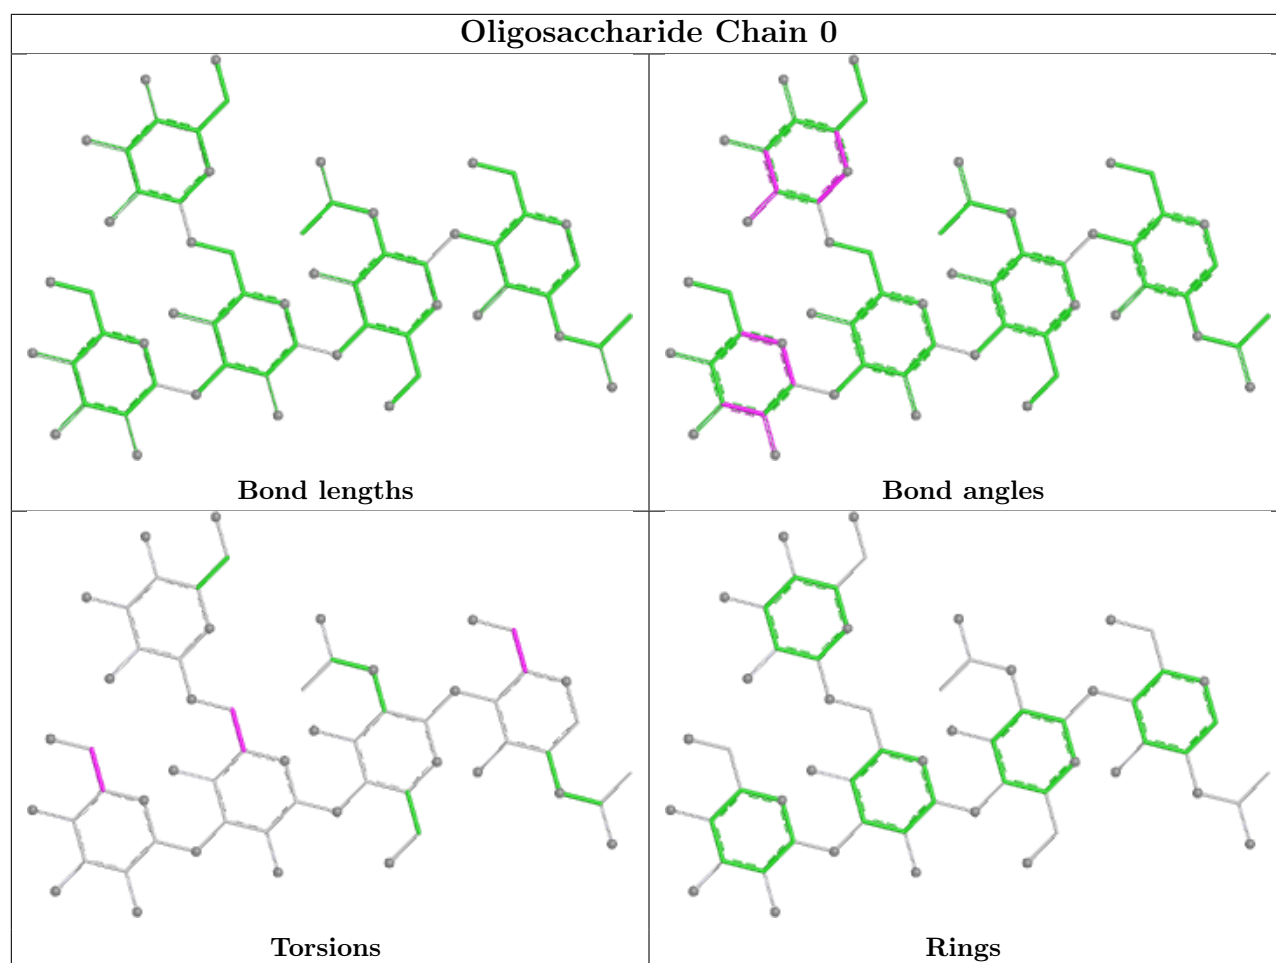 Oligosaccharide Chain 0
Bond lengths
Bond angles
Torsions
Rings